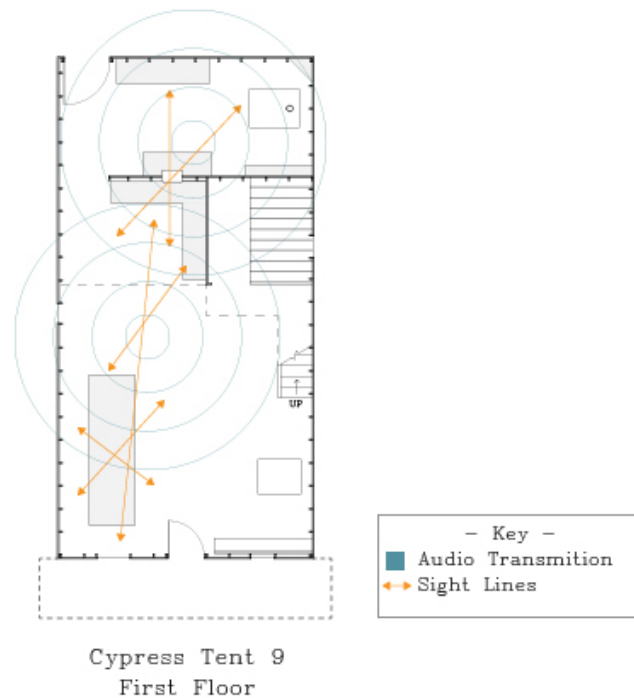 UP
- Key -
Audio Transmition
Sight Lines
Cypress Tent 9
First Floor